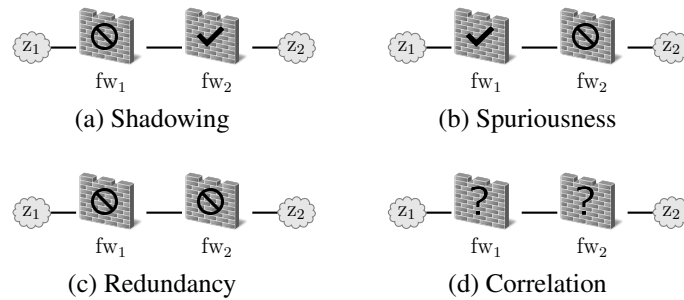 z1 z2
fw1 fw2
(a) Shadowing
z1 z2
fw1 fw2
(b) Spuriousness
z1 z2
fw1 fw2
(c) Redundancy
z1 ? ? z2
fw1 fw2
(d) Correlation